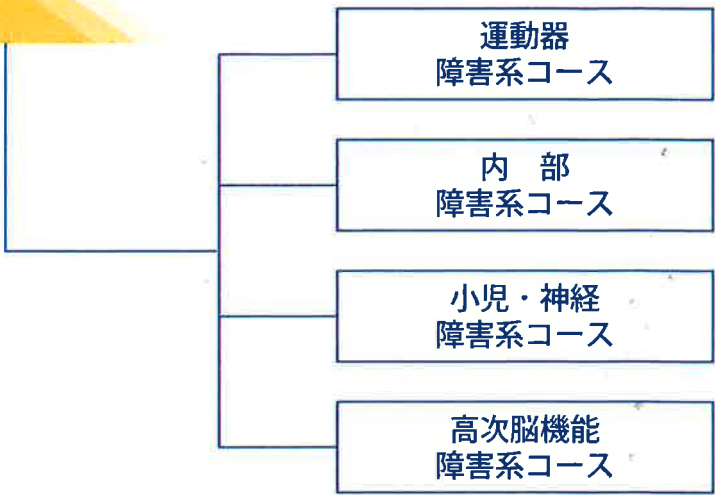 運動器
障害系コース
内　部
障害系コース
小児・神経
障害系コース
高次脳機能
障害系コース